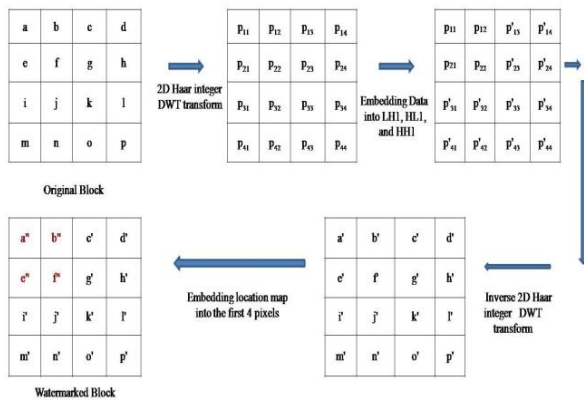 a b c d
e f g h
i j k l
m n o p
Original Block
2D Haar integer
DWT transform
p11 p12 p13 p14
p21 p22 p23 p24
p31 p32 p33 p34
p41 p42 p43 p44
Embedding Data
into LH1, HL1,
and HH1
p11 p12 p'13 p'14
p21 p22 p'23 p'24
p'31 p'32 p'33 p'34
p'41 p'42 p'43 p'44
Inverse 2D Haar
integer DWT
transform
a' b' c' d'
e' f' g' h'
i' j' k' l'
m' n' o' p'
Embedding location map
into the first 4 pixels
a" b" c' d'
e" f" g' h'
i' j' k' l'
m' n' o' p'
Watermarked Block